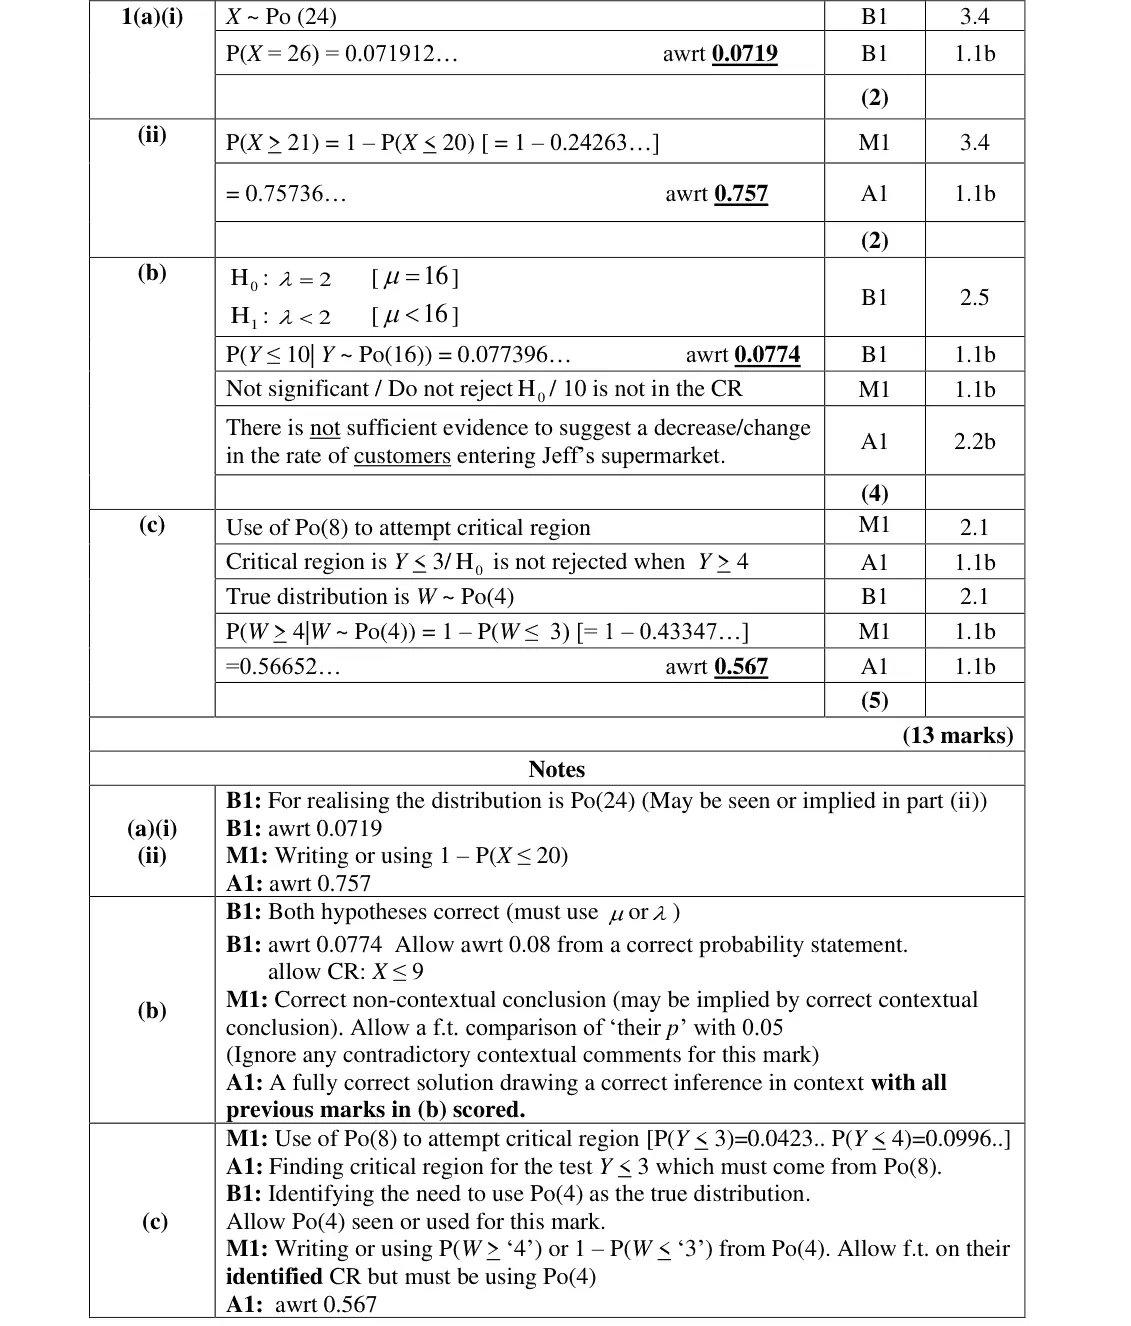 1(a)(i) X ~ Po (24) B1 3.4
P(X = 26) = 0.071912… awrt 0.0719 B1 1.1b
(2)
(ii) P(X ≥ 21) = 1 – P(X ≤ 20) [ = 1 – 0.24263…] M1 3.4
= 0.75736… awrt 0.757 A1 1.1b
(2)
(b) H₀ : λ = 2 [ μ = 16 ]
H₁ : λ < 2 [ μ < 16 ] B1 2.5
P(Y ≤ 10| Y ~ Po(16)) = 0.077396… awrt 0.0774 B1 1.1b
Not significant / Do not reject H₀ / 10 is not in the CR M1 1.1b
There is not sufficient evidence to suggest a decrease/change
in the rate of customers entering Jeff’s supermarket. A1 2.2b
(4)
(c) Use of Po(8) to attempt critical region M1 2.1
Critical region is Y ≤ 3/ H₀ is not rejected when Y ≥ 4 A1 1.1b
True distribution is W ~ Po(4) B1 2.1
P(W ≥ 4|W ~ Po(4)) = 1 – P(W ≤ 3) [= 1 – 0.43347…] M1 1.1b
=0.56652… awrt 0.567 A1 1.1b
(5)
(13 marks)
Notes
(a)(i)
(ii)
B1: For realising the distribution is Po(24) (May be seen or implied in part (ii))
B1: awrt 0.0719
M1: Writing or using 1 – P(X ≤ 20)
A1: awrt 0.757
(b)
B1: Both hypotheses correct (must use μ or λ )
B1: awrt 0.0774 Allow awrt 0.08 from a correct probability statement.
allow CR: X ≤ 9
M1: Correct non-contextual conclusion (may be implied by correct contextual
conclusion). Allow a f.t. comparison of ‘their p’ with 0.05
(Ignore any contradictory contextual comments for this mark)
A1: A fully correct solution drawing a correct inference in context with all
previous marks in (b) scored.
(c)
M1: Use of Po(8) to attempt critical region [P(Y ≤ 3)=0.0423.. P(Y ≤ 4)=0.0996..]
A1: Finding critical region for the test Y ≤ 3 which must come from Po(8).
B1: Identifying the need to use Po(4) as the true distribution.
Allow Po(4) seen or used for this mark.
M1: Writing or using P(W ≥ ‘4’) or 1 – P(W ≤ ‘3’) from Po(4). Allow f.t. on their
identified CR but must be using Po(4)
A1: awrt 0.567